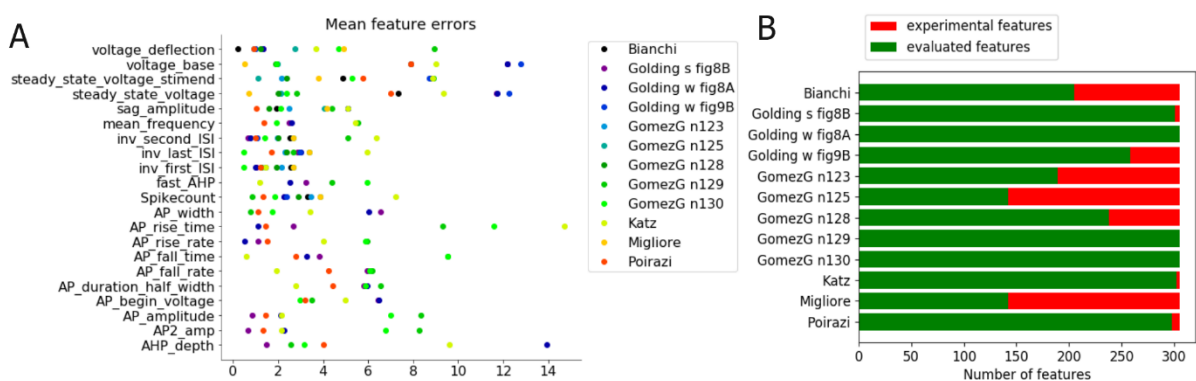 A
Mean feature errors
voltage_deflection
voltage_base
steady_state_voltage_stimend
steady_state_voltage
sag_amplitude
mean_frequency
inv_second_ISI
inv_last_ISI
inv_first_ISI
fast_AHP
Spikecount
AP_width
AP_rise_time
AP_rise_rate
AP_fall_time
AP_fall_rate
AP_duration_half_width
AP_begin_voltage
AP_amplitude
AP2_amp
AHP_depth
0 2 4 6 8 10 12 14
Bianchi
Golding s fig8B
Golding w fig8A
Golding w fig9B
GomezG n123
GomezG n125
GomezG n128
GomezG n129
GomezG n130
Katz
Migliore
Poirazi
B
experimental features
evaluated features
Bianchi
Golding s fig8B
Golding w fig8A
Golding w fig9B
GomezG n123
GomezG n125
GomezG n128
GomezG n129
GomezG n130
Katz
Migliore
Poirazi
0 50 100 150 200 250 300
Number of features